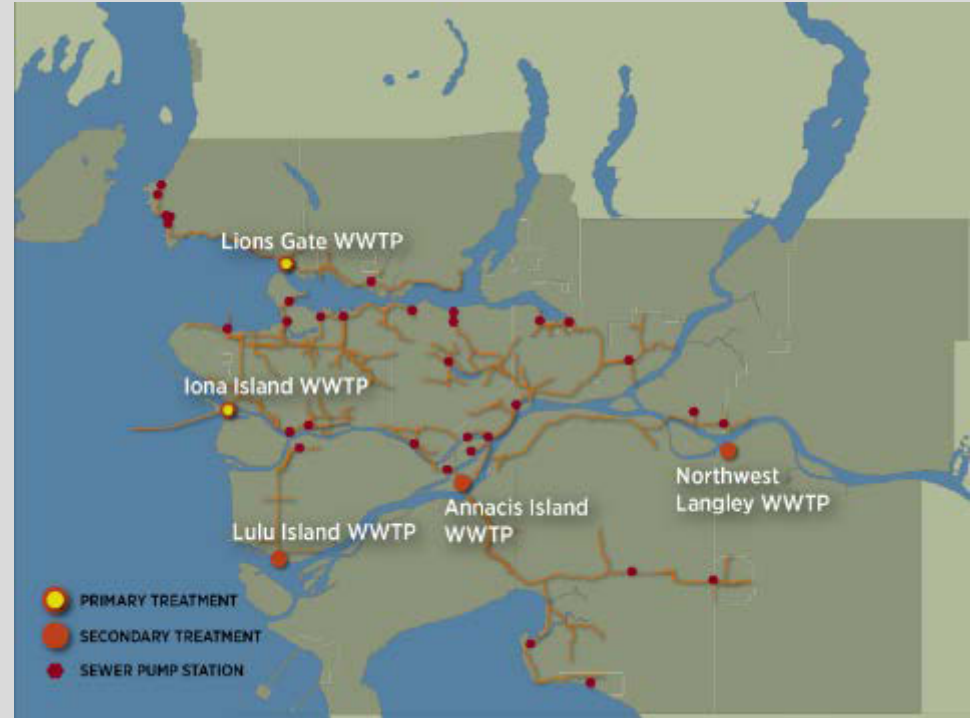 Lions Gate WWTP
Iona Island WWTP
Northwest
Langley WWTP
Annacis Island
WWTP
Lulu Island WWTP
PRIMARY TREATMENT
SECONDARY TREATMENT
SEWER PUMP STATION